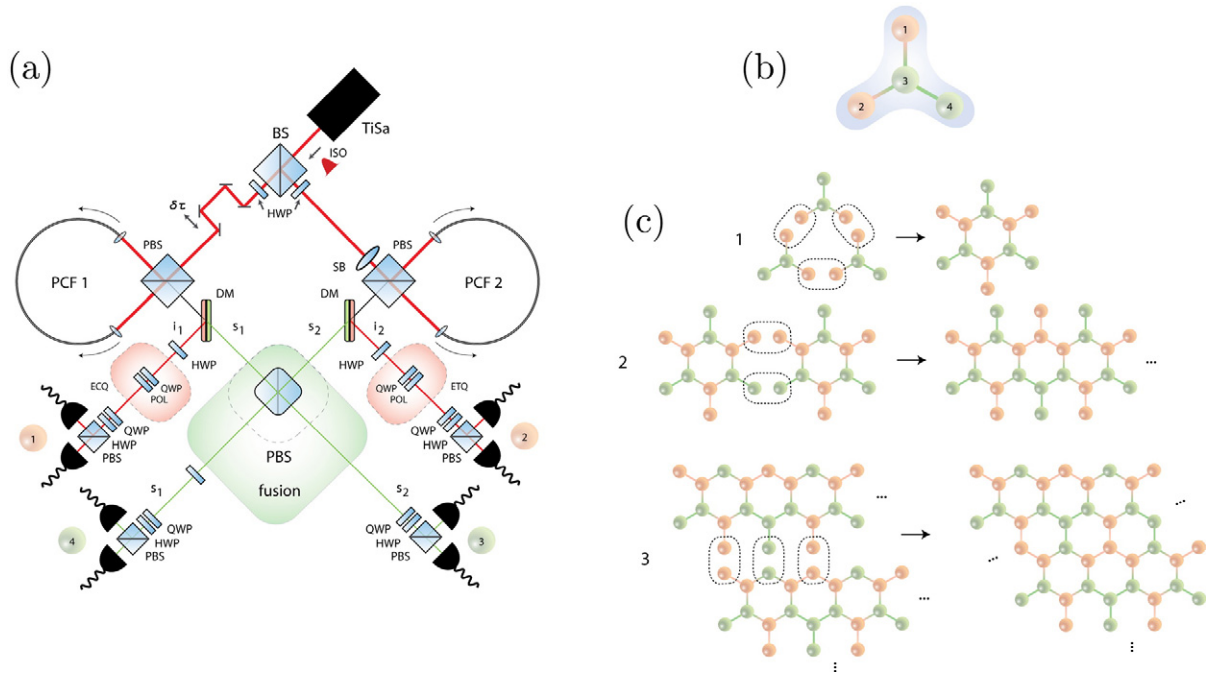 (a)
TiSa
BS
ISO
HWP
δτ
PBS
PCF 1
SB
PBS
PCF 2
DM
DM
i1
s1
s2
i2
HWP
HWP
ECQ
QWP
POL
QWP
POL
ETQ
1
QWP
HWP
PBS
PBS
fusion
QWP
HWP
PBS
2
s1
s2
4
QWP
HWP
PBS
QWP
HWP
PBS
3
(b)
1
3
2
4
(c)
1
2
...
3
...
...
...
...
...
...